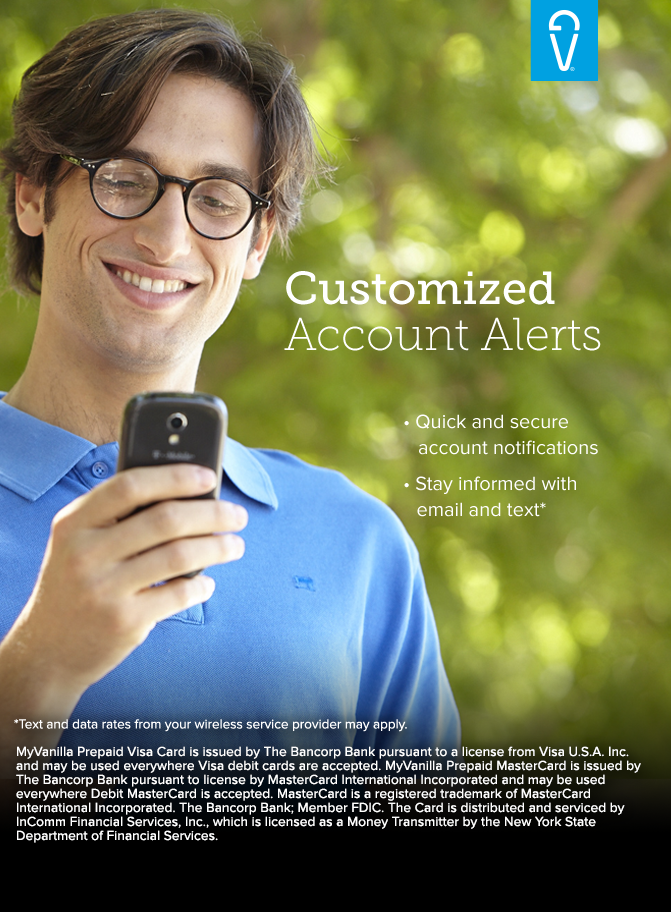 Customized
Account Alerts
• Quick and secure
account notifications
• Stay informed with
email and text*
T-Mobile
*Text and data rates from your wireless service provider may apply.
MyVanilla Prepaid Visa Card is issued by The Bancorp Bank pursuant to a license from Visa U.S.A. Inc.
and may be used everywhere Visa debit cards are accepted. MyVanilla Prepaid MasterCard is issued by
The Bancorp Bank pursuant to license by MasterCard International Incorporated and may be used
everywhere Debit MasterCard is accepted. MasterCard is a registered trademark of MasterCard
International Incorporated. The Bancorp Bank; Member FDIC. The Card is distributed and serviced by
InComm Financial Services, Inc., which is licensed as a Money Transmitter by the New York State
Department of Financial Services.